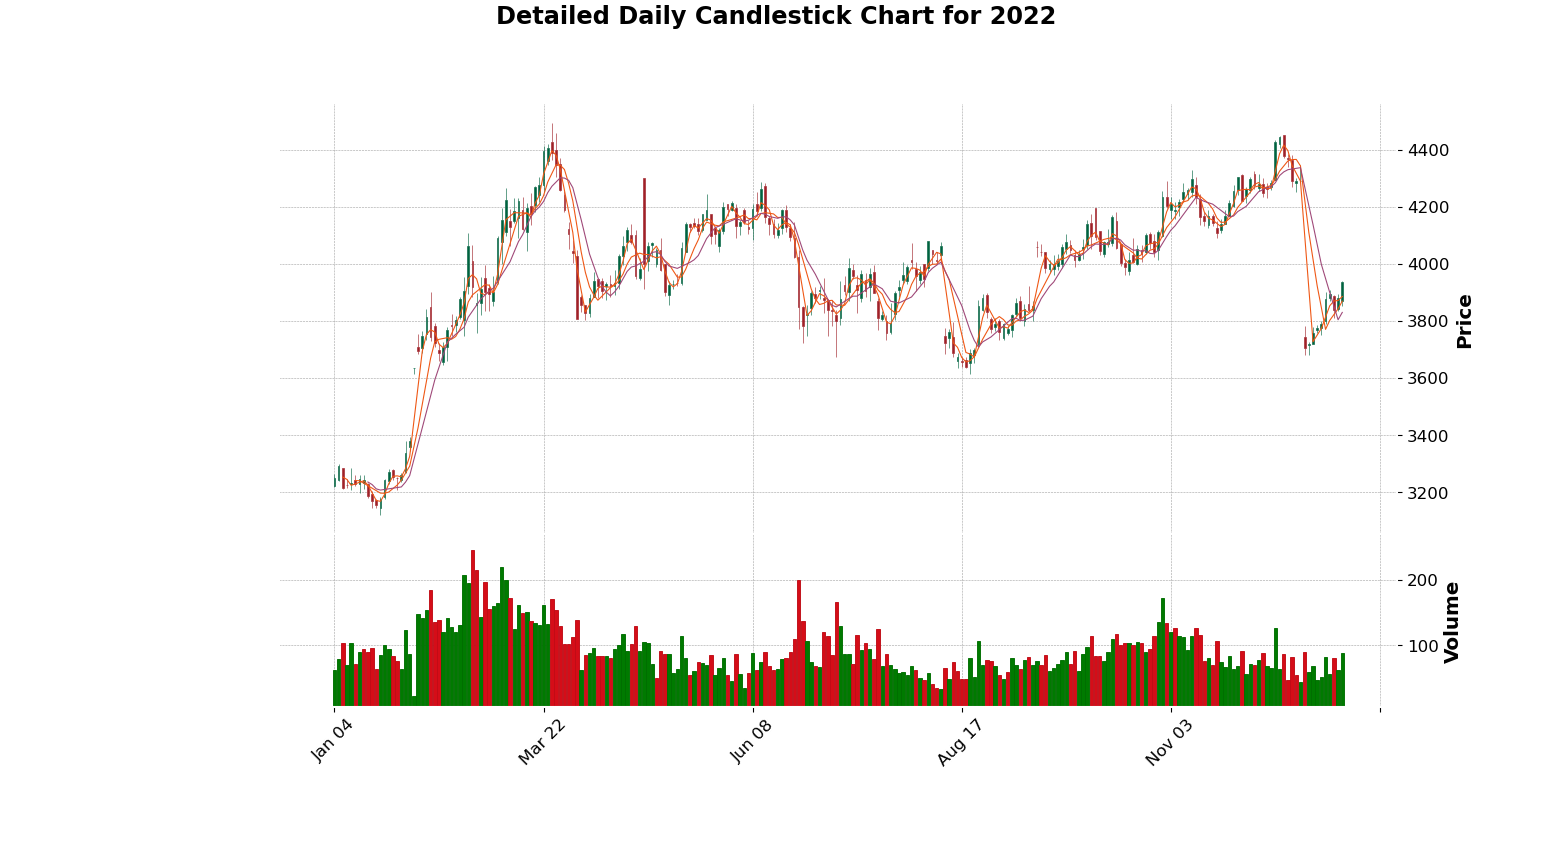 Detailed Daily Candlestick Chart for 2022
4400
4200
4000
3800
3600
3400
3200
Price
200
100
Volume
Jan 04
Mar 22
Jun 08
Aug 17
Nov 03